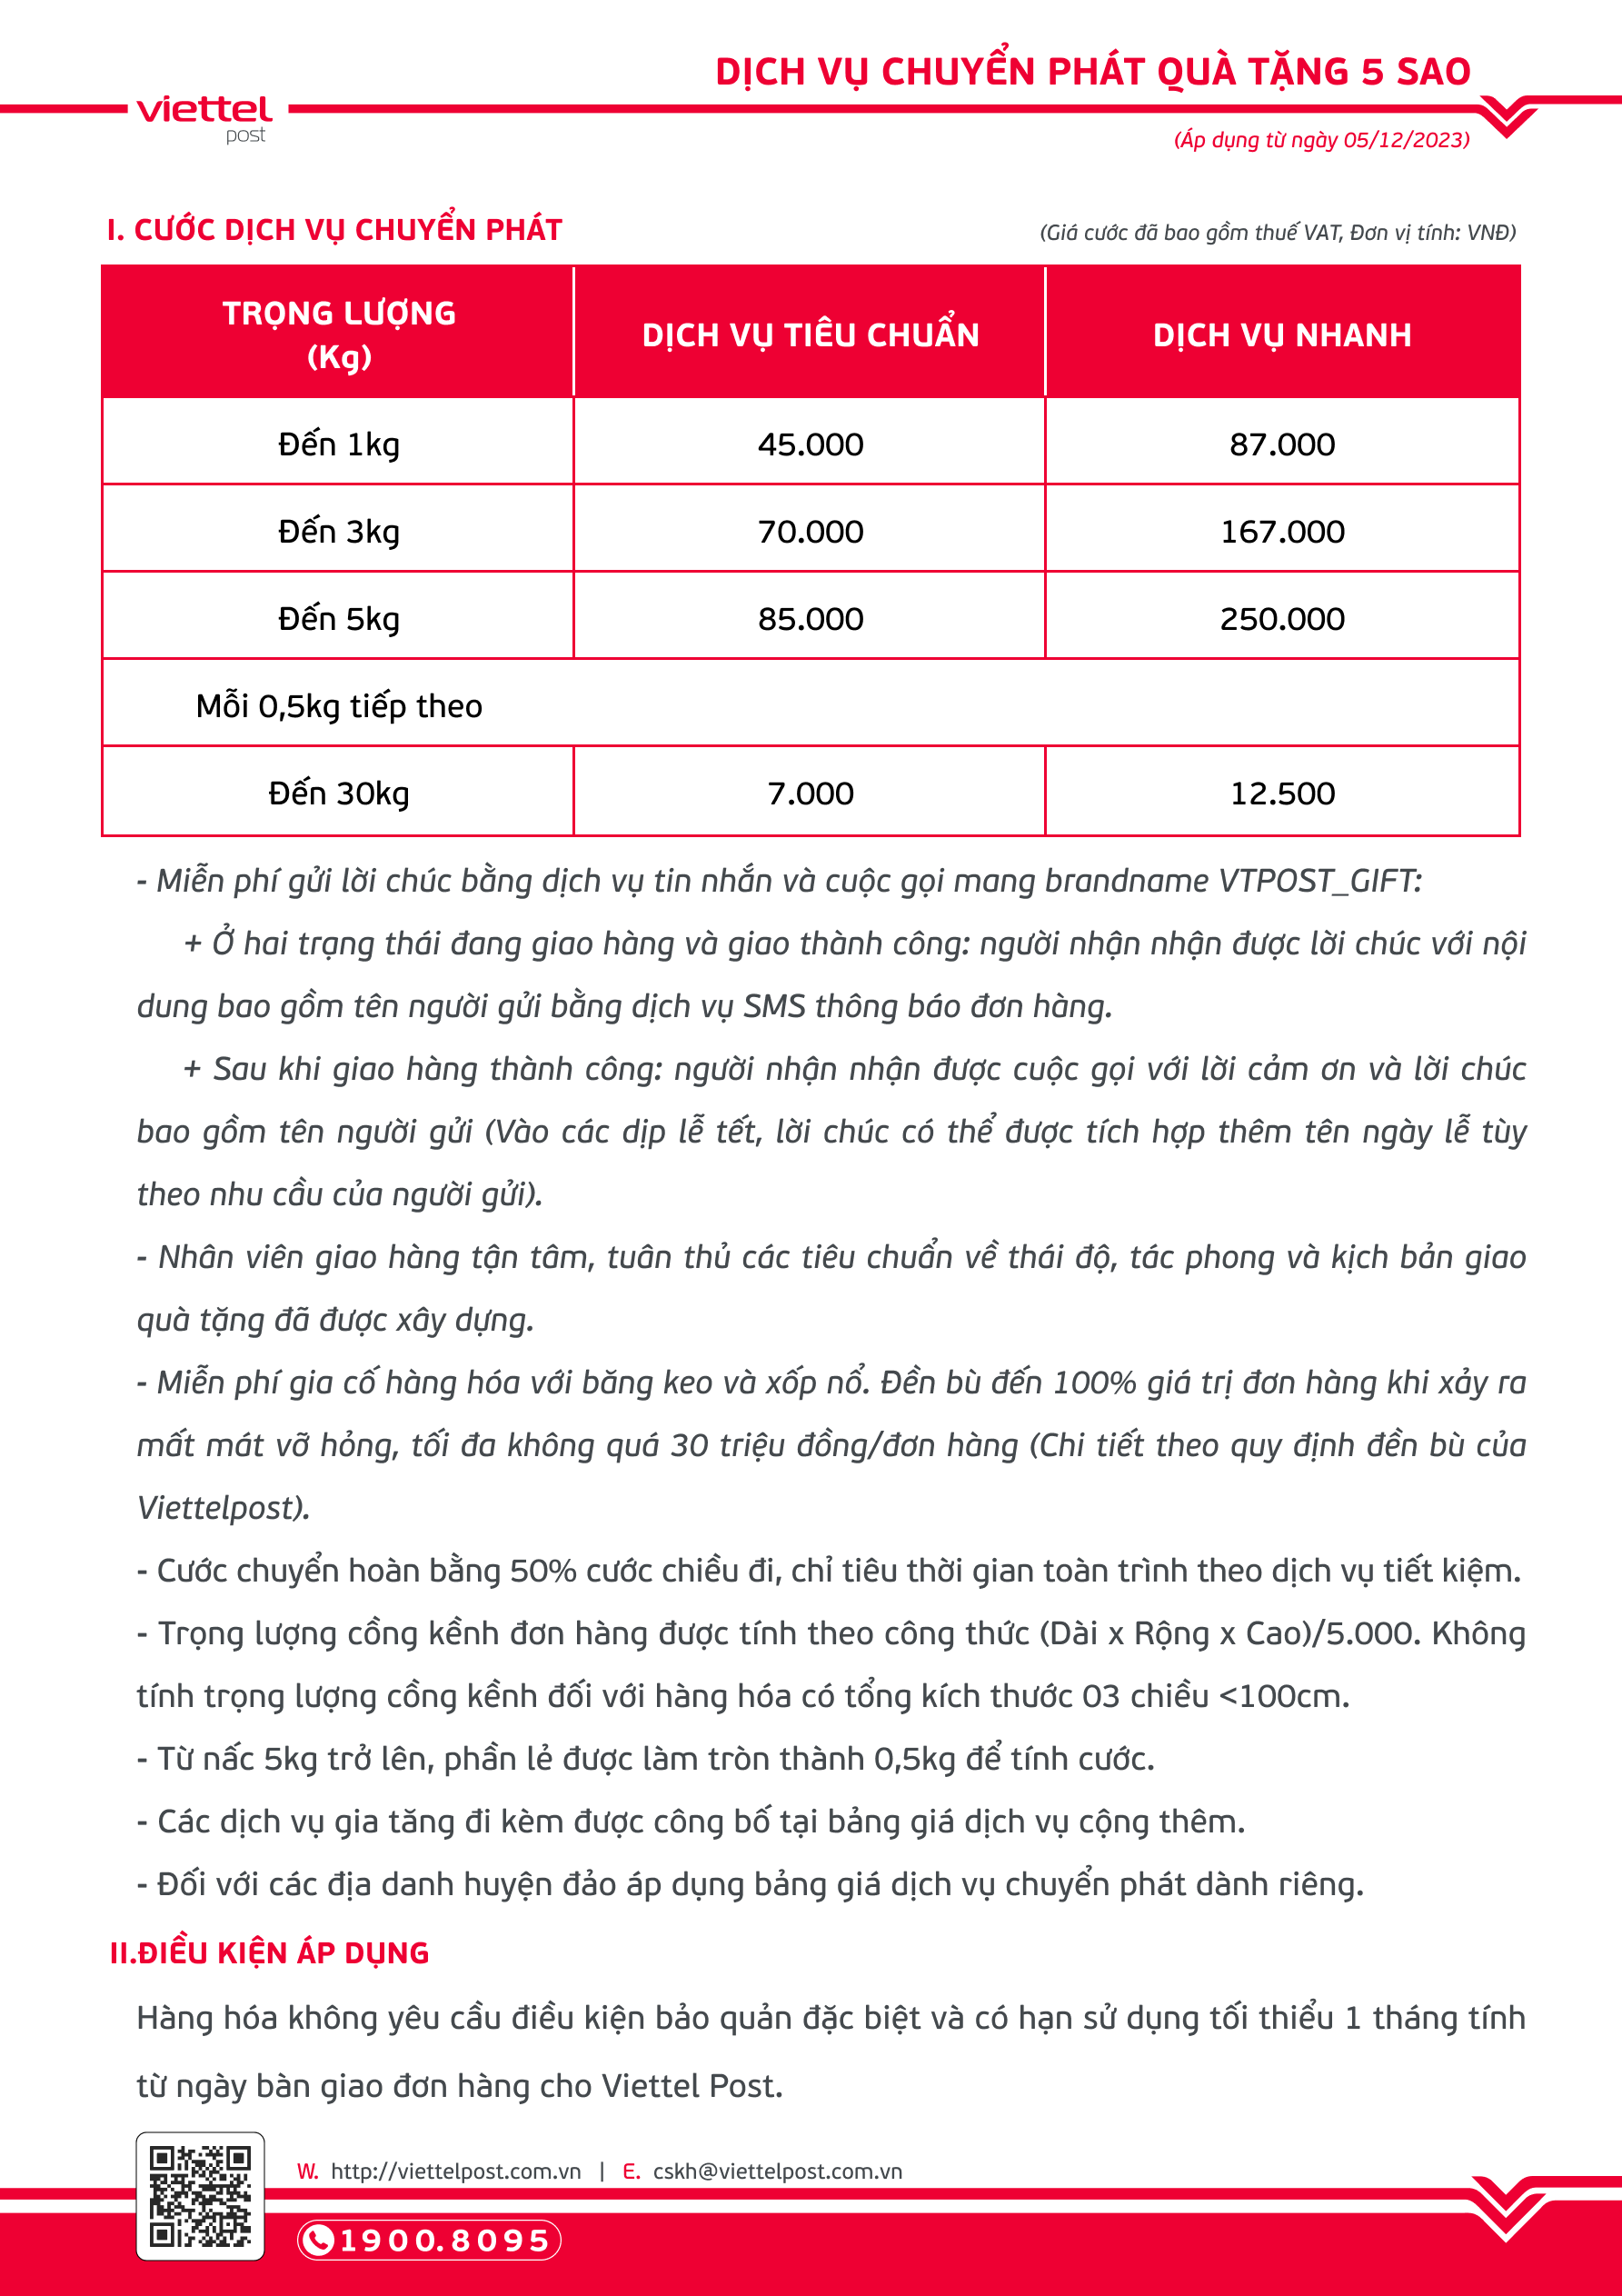 DỊCH VỤ CHUYỂN PHÁT QUÀ TẶNG 5 SAO
viettel
post
(Áp dụng từ ngày 05/12/2023)
I. CƯỚC DỊCH VỤ CHUYỂN PHÁT
(Giá cước đã bao gồm thuế VAT, Đơn vị tính: VNĐ)
TRỌNG LƯỢNG
(Kg)
DỊCH VỤ TIÊU CHUẨN
DỊCH VỤ NHANH
Đến 1kg 45.000 87.000
Đến 3kg 70.000 167.000
Đến 5kg 85.000 250.000
Mỗi 0,5kg tiếp theo
Đến 30kg 7.000 12.500
- Miễn phí gửi lời chúc bằng dịch vụ tin nhắn và cuộc gọi mang brandname VTPOST_GIFT:
+ Ở hai trạng thái đang giao hàng và giao thành công: người nhận nhận được lời chúc với nội
dung bao gồm tên người gửi bằng dịch vụ SMS thông báo đơn hàng.
+ Sau khi giao hàng thành công: người nhận nhận được cuộc gọi với lời cảm ơn và lời chúc
bao gồm tên người gửi (Vào các dịp lễ tết, lời chúc có thể được tích hợp thêm tên ngày lễ tùy
theo nhu cầu của người gửi).
- Nhân viên giao hàng tận tâm, tuân thủ các tiêu chuẩn về thái độ, tác phong và kịch bản giao
quà tặng đã được xây dựng.
- Miễn phí gia cố hàng hóa với băng keo và xốp nổ. Đền bù đến 100% giá trị đơn hàng khi xảy ra
mất mát vỡ hỏng, tối đa không quá 30 triệu đồng/đơn hàng (Chi tiết theo quy định đền bù của
Viettelpost).
- Cước chuyển hoàn bằng 50% cước chiều đi, chỉ tiêu thời gian toàn trình theo dịch vụ tiết kiệm.
- Trọng lượng cồng kềnh đơn hàng được tính theo công thức (Dài x Rộng x Cao)/5.000. Không
tính trọng lượng cồng kềnh đối với hàng hóa có tổng kích thước 03 chiều <100cm.
- Từ nấc 5kg trở lên, phần lẻ được làm tròn thành 0,5kg để tính cước.
- Các dịch vụ gia tăng đi kèm được công bố tại bảng giá dịch vụ cộng thêm.
- Đối với các địa danh huyện đảo áp dụng bảng giá dịch vụ chuyển phát dành riêng.
II.ĐIỀU KIỆN ÁP DỤNG
Hàng hóa không yêu cầu điều kiện bảo quản đặc biệt và có hạn sử dụng tối thiểu 1 tháng tính
từ ngày bàn giao đơn hàng cho Viettel Post.
W. http://viettelpost.com.vn | E. cskh@viettelpost.com.vn
1900.8095